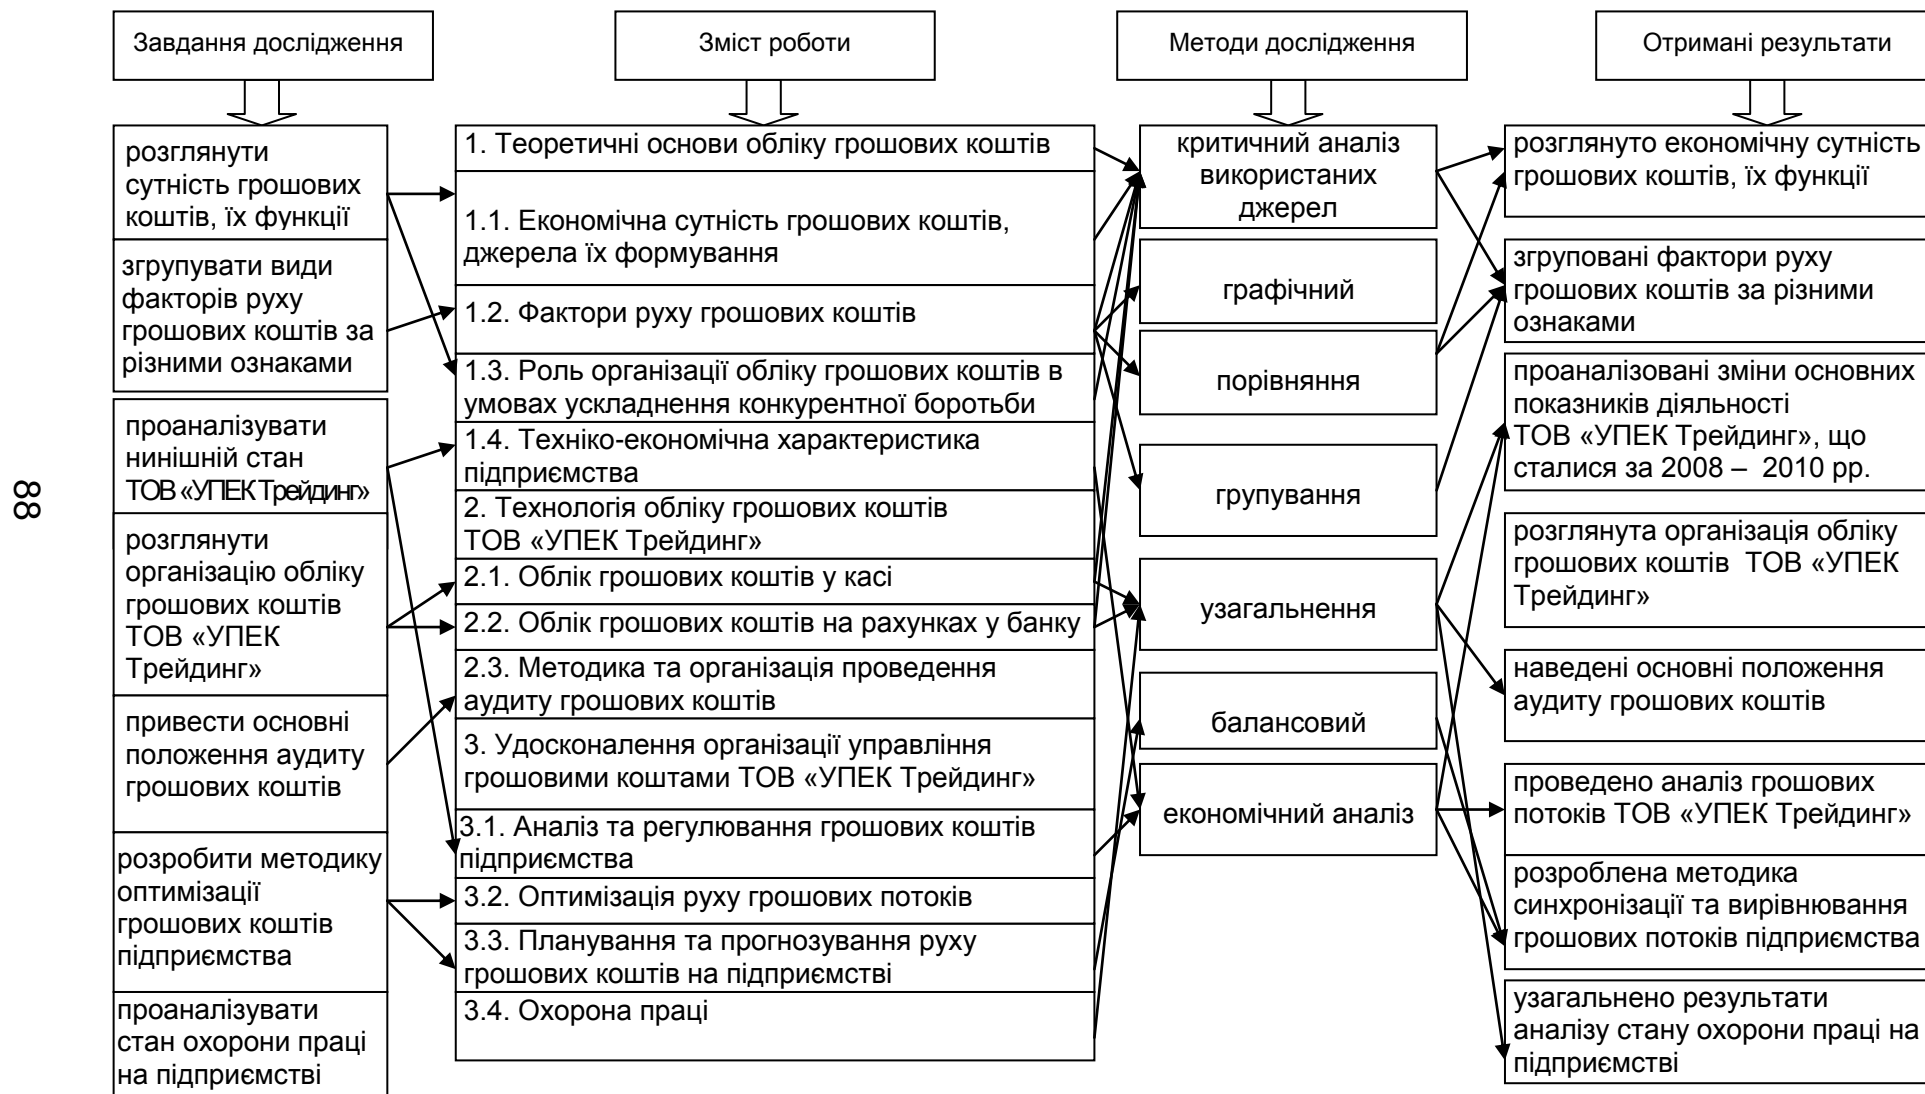 Завдання дослідження
Зміст роботи
Методи дослідження
Отримані результати
розглянути
сутність грошових
коштів, їх функції
згрупувати види
факторів руху
грошових коштів за
різними ознаками
проаналізувати
нинішній стан
ТОВ «УПЕК Трейдинг»
розглянути
організацію обліку
грошових коштів
ТОВ «УПЕК
Трейдинг»
привести основні
положення аудиту
грошових коштів
розробити методику
оптимізації
грошових коштів
підприємства
проаналізувати
стан охорони праці
на підприємстві
1. Теоретичні основи обліку грошових коштів
1.1. Економічна сутність грошових коштів,
джерела їх формування
1.2. Фактори руху грошових коштів
1.3. Роль організації обліку грошових коштів в
умовах ускладнення конкурентної боротьби
1.4. Техніко-економічна характеристика
підприємства
2. Технологія обліку грошових коштів
ТОВ «УПЕК Трейдинг»
2.1. Облік грошових коштів у касі
2.2. Облік грошових коштів на рахунках у банку
2.3. Методика та організація проведення
аудиту грошових коштів
3. Удосконалення організації управління
грошовими коштами ТОВ «УПЕК Трейдинг»
3.1. Аналіз та регулювання грошових коштів
підприємства
3.2. Оптимізація руху грошових потоків
3.3. Планування та прогнозування руху
грошових коштів на підприємстві
3.4. Охорона праці
критичний аналіз
використаних
джерел
графічний
порівняння
групування
узагальнення
балансовий
економічний аналіз
розглянуто економічну сутність
грошових коштів, їх функції
згруповані фактори руху
грошових коштів за різними
ознаками
проаналізовані зміни основних
показників діяльності
ТОВ «УПЕК Трейдинг», що
сталися за 2008 – 2010 рр.
розглянута організація обліку
грошових коштів ТОВ «УПЕК
Трейдинг»
наведені основні положення
аудиту грошових коштів
проведено аналіз грошових
потоків ТОВ «УПЕК Трейдинг»
розроблена методика
синхронізації та вирівнювання
грошових потоків підприємства
узагальнено результати
аналізу стану охорони праці на
підприємстві
88